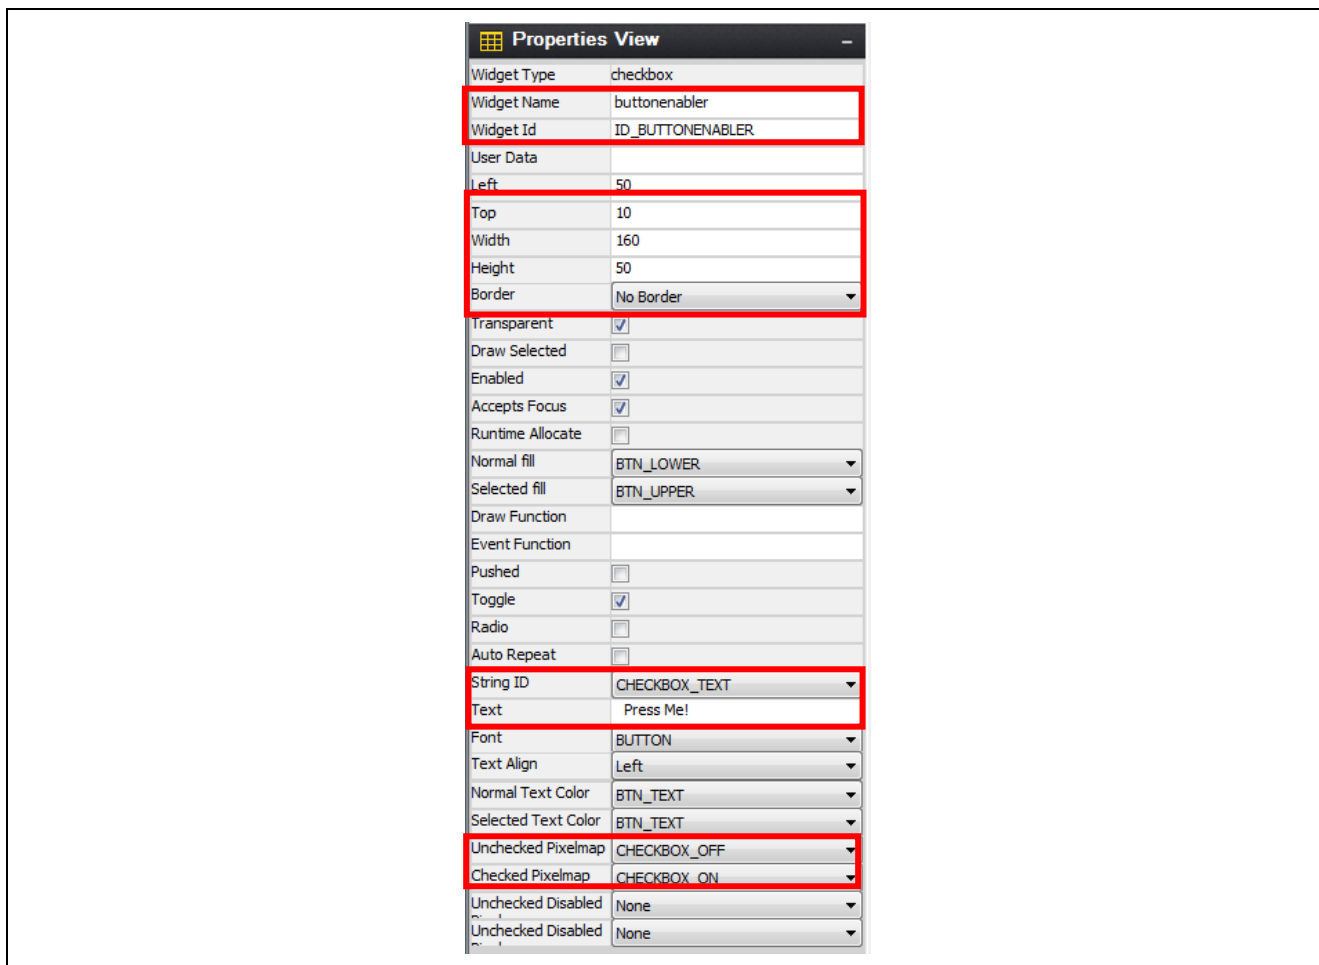 Properties View
Widget Type checkbox
Widget Name buttonenabler
Widget Id ID_BUTTONENABLER
User Data
Left 50
Top 10
Width 160
Height 50
Border No Border
Transparent
Draw Selected
Enabled
Accepts Focus
Runtime Allocate
Normal fill BTN_LOWER
Selected fill BTN_UPPER
Draw Function
Event Function
Pushed
Toggle
Radio
Auto Repeat
String ID CHECKBOX_TEXT
Text Press Me!
Font BUTTON
Text Align Left
Normal Text Color BTN_TEXT
Selected Text Color BTN_TEXT
Unchecked Pixelmap CHECKBOX_OFF
Checked Pixelmap CHECKBOX_ON
Unchecked Disabled None
Unchecked Disabled None